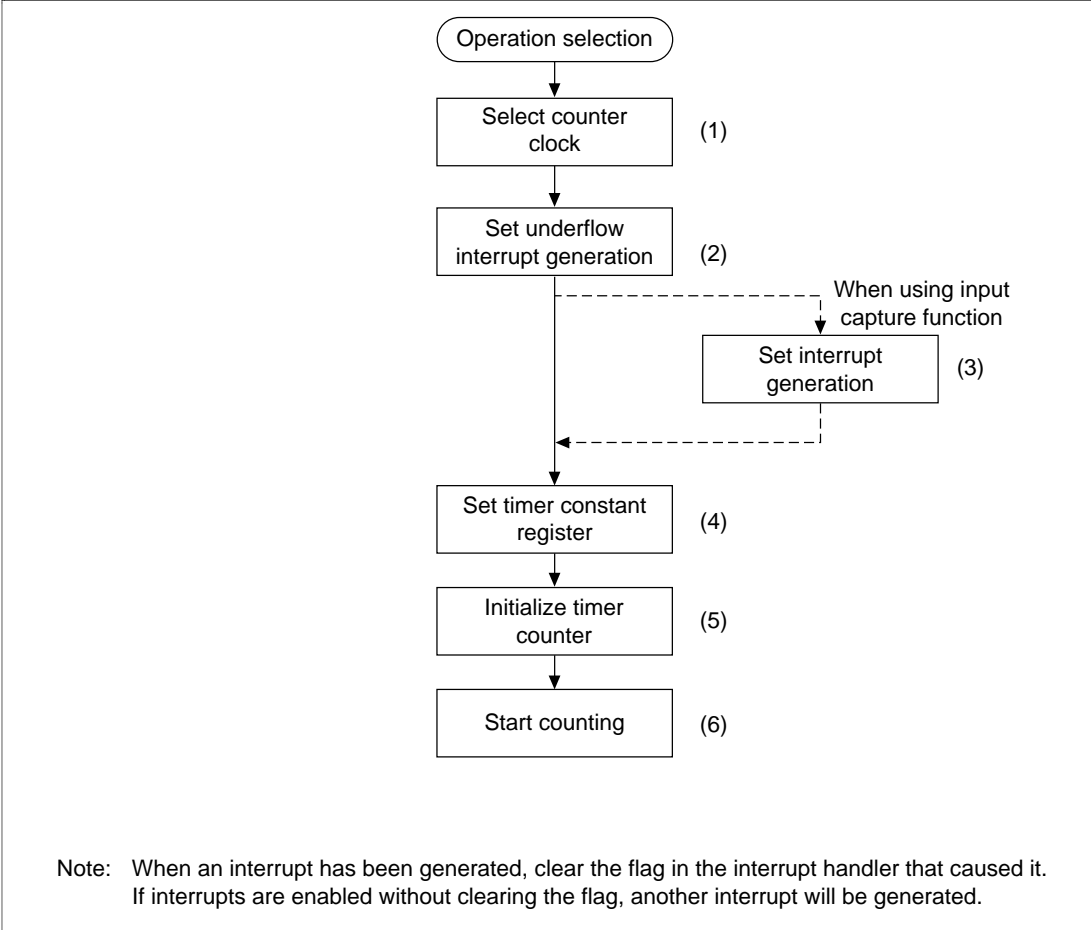 Operation selection
Select counter
clock
(1)
Set underflow
interrupt generation
(2)
When using input
capture function
Set interrupt
generation
(3)
Set timer constant
register
(4)
Initialize timer
counter
(5)
Start counting
(6)
Note: When an interrupt has been generated, clear the flag in the interrupt handler that caused it.
If interrupts are enabled without clearing the flag, another interrupt will be generated.